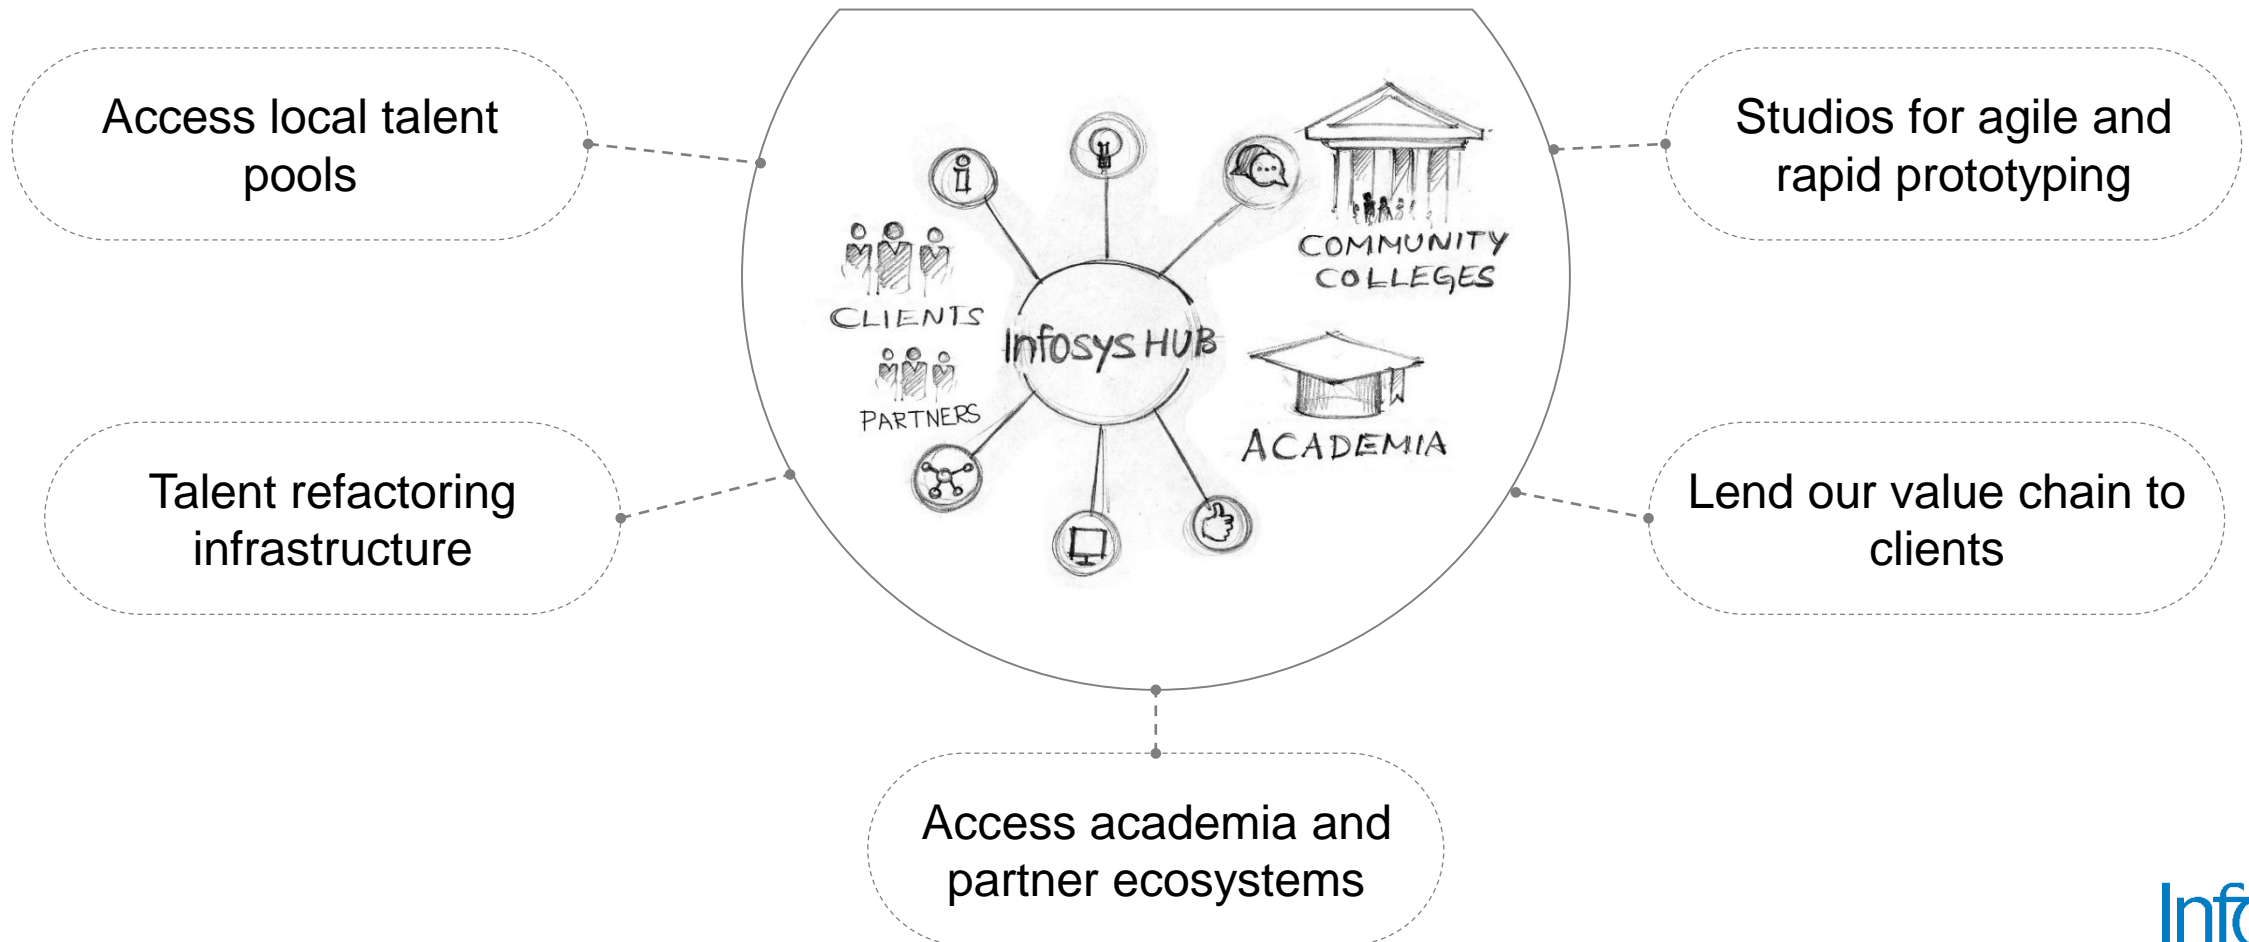 Access local talent
pools
Studios for agile and
rapid prototyping
COMMUNITY
COLLEGES
CLIENTS
Infosys HUB
PARTNERS
ACADEMIA
Talent refactoring
infrastructure
Lend our value chain to
clients
Access academia and
partner ecosystems